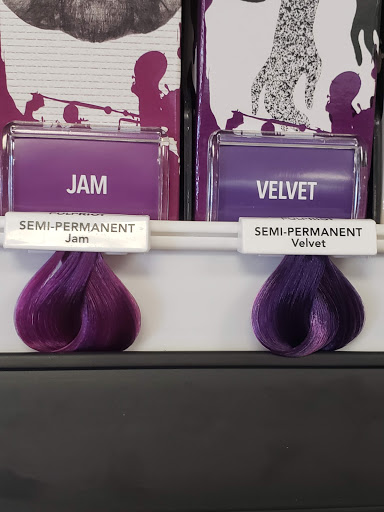 JAM
VELVET
SEMI-PERMANENT
Jam
SEMI-PERMANENT
Velvet